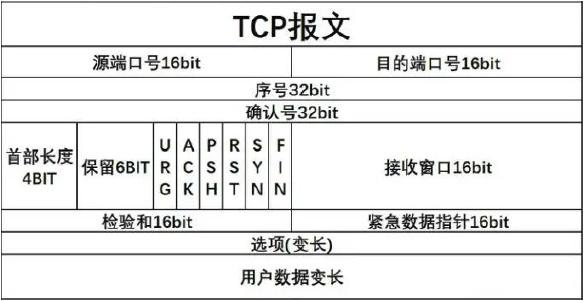 TCP报文
源端口号16bit
目的端口号16bit
序号32bit
确认号32bit
首部长度
4BIT
保留6BIT
URG
ACK
PSH
RST
SYN
FIN
接收窗口16bit
检验和16bit
紧急数据指针16bit
选项(变长)
用户数据变长